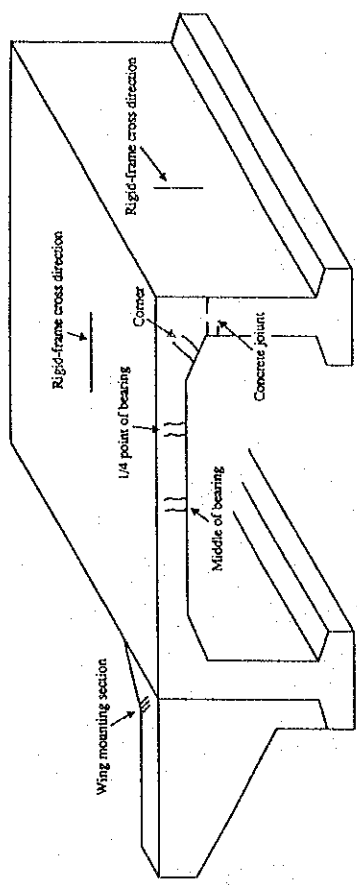 Wing mounting section
Rigid-frame cross direction
1/4 point of bearing
Corner
Middle of bearing
Concrete joiunt
Rigid-frame cross direction